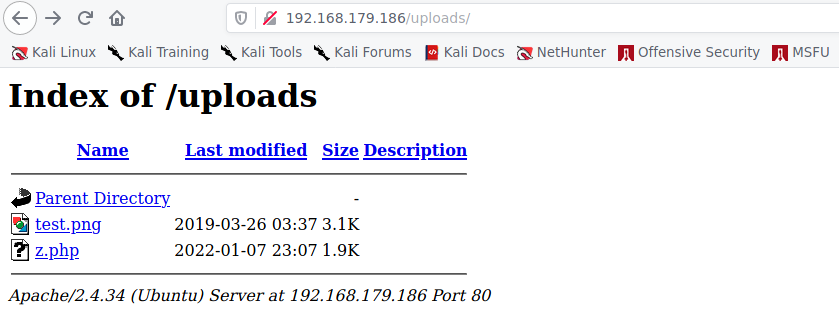 192.168.179.186/uploads/
Kali Linux Kali Training Kali Tools Kali Forums Kali Docs NetHunter Offensive Security MSFU
Index of /uploads
Name Last modified Size Description
Parent Directory -
test.png 2019-03-26 03:37 3.1K
z.php 2022-01-07 23:07 1.9K
Apache/2.4.34 (Ubuntu) Server at 192.168.179.186 Port 80